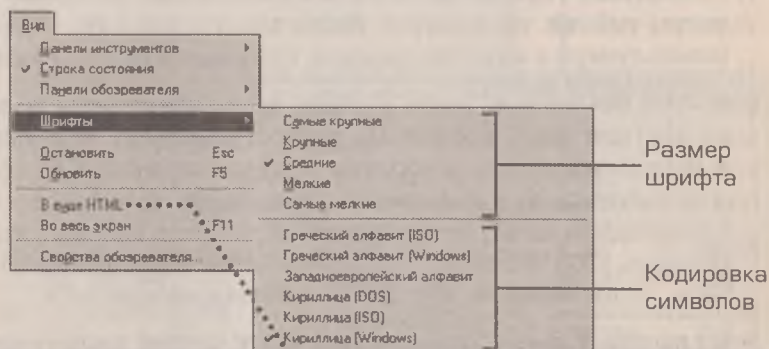 Вид
Панели инструментов
Строка состояния
Панели обозревателя
Шрифты
Остановить Esc
Обновить F5
В виде HTML
Во весь экран F11
Свойства обозревателя...
Самые крупные
Крупные
Средние
Мелкие
Самые мелкие
Греческий алфавит (ISO)
Греческий алфавит (Windows)
Западноевропейский алфавит
Кириллица (DOS)
Кириллица (ISO)
Кириллица (Windows)
Размер
шрифта
Кодировка
символов